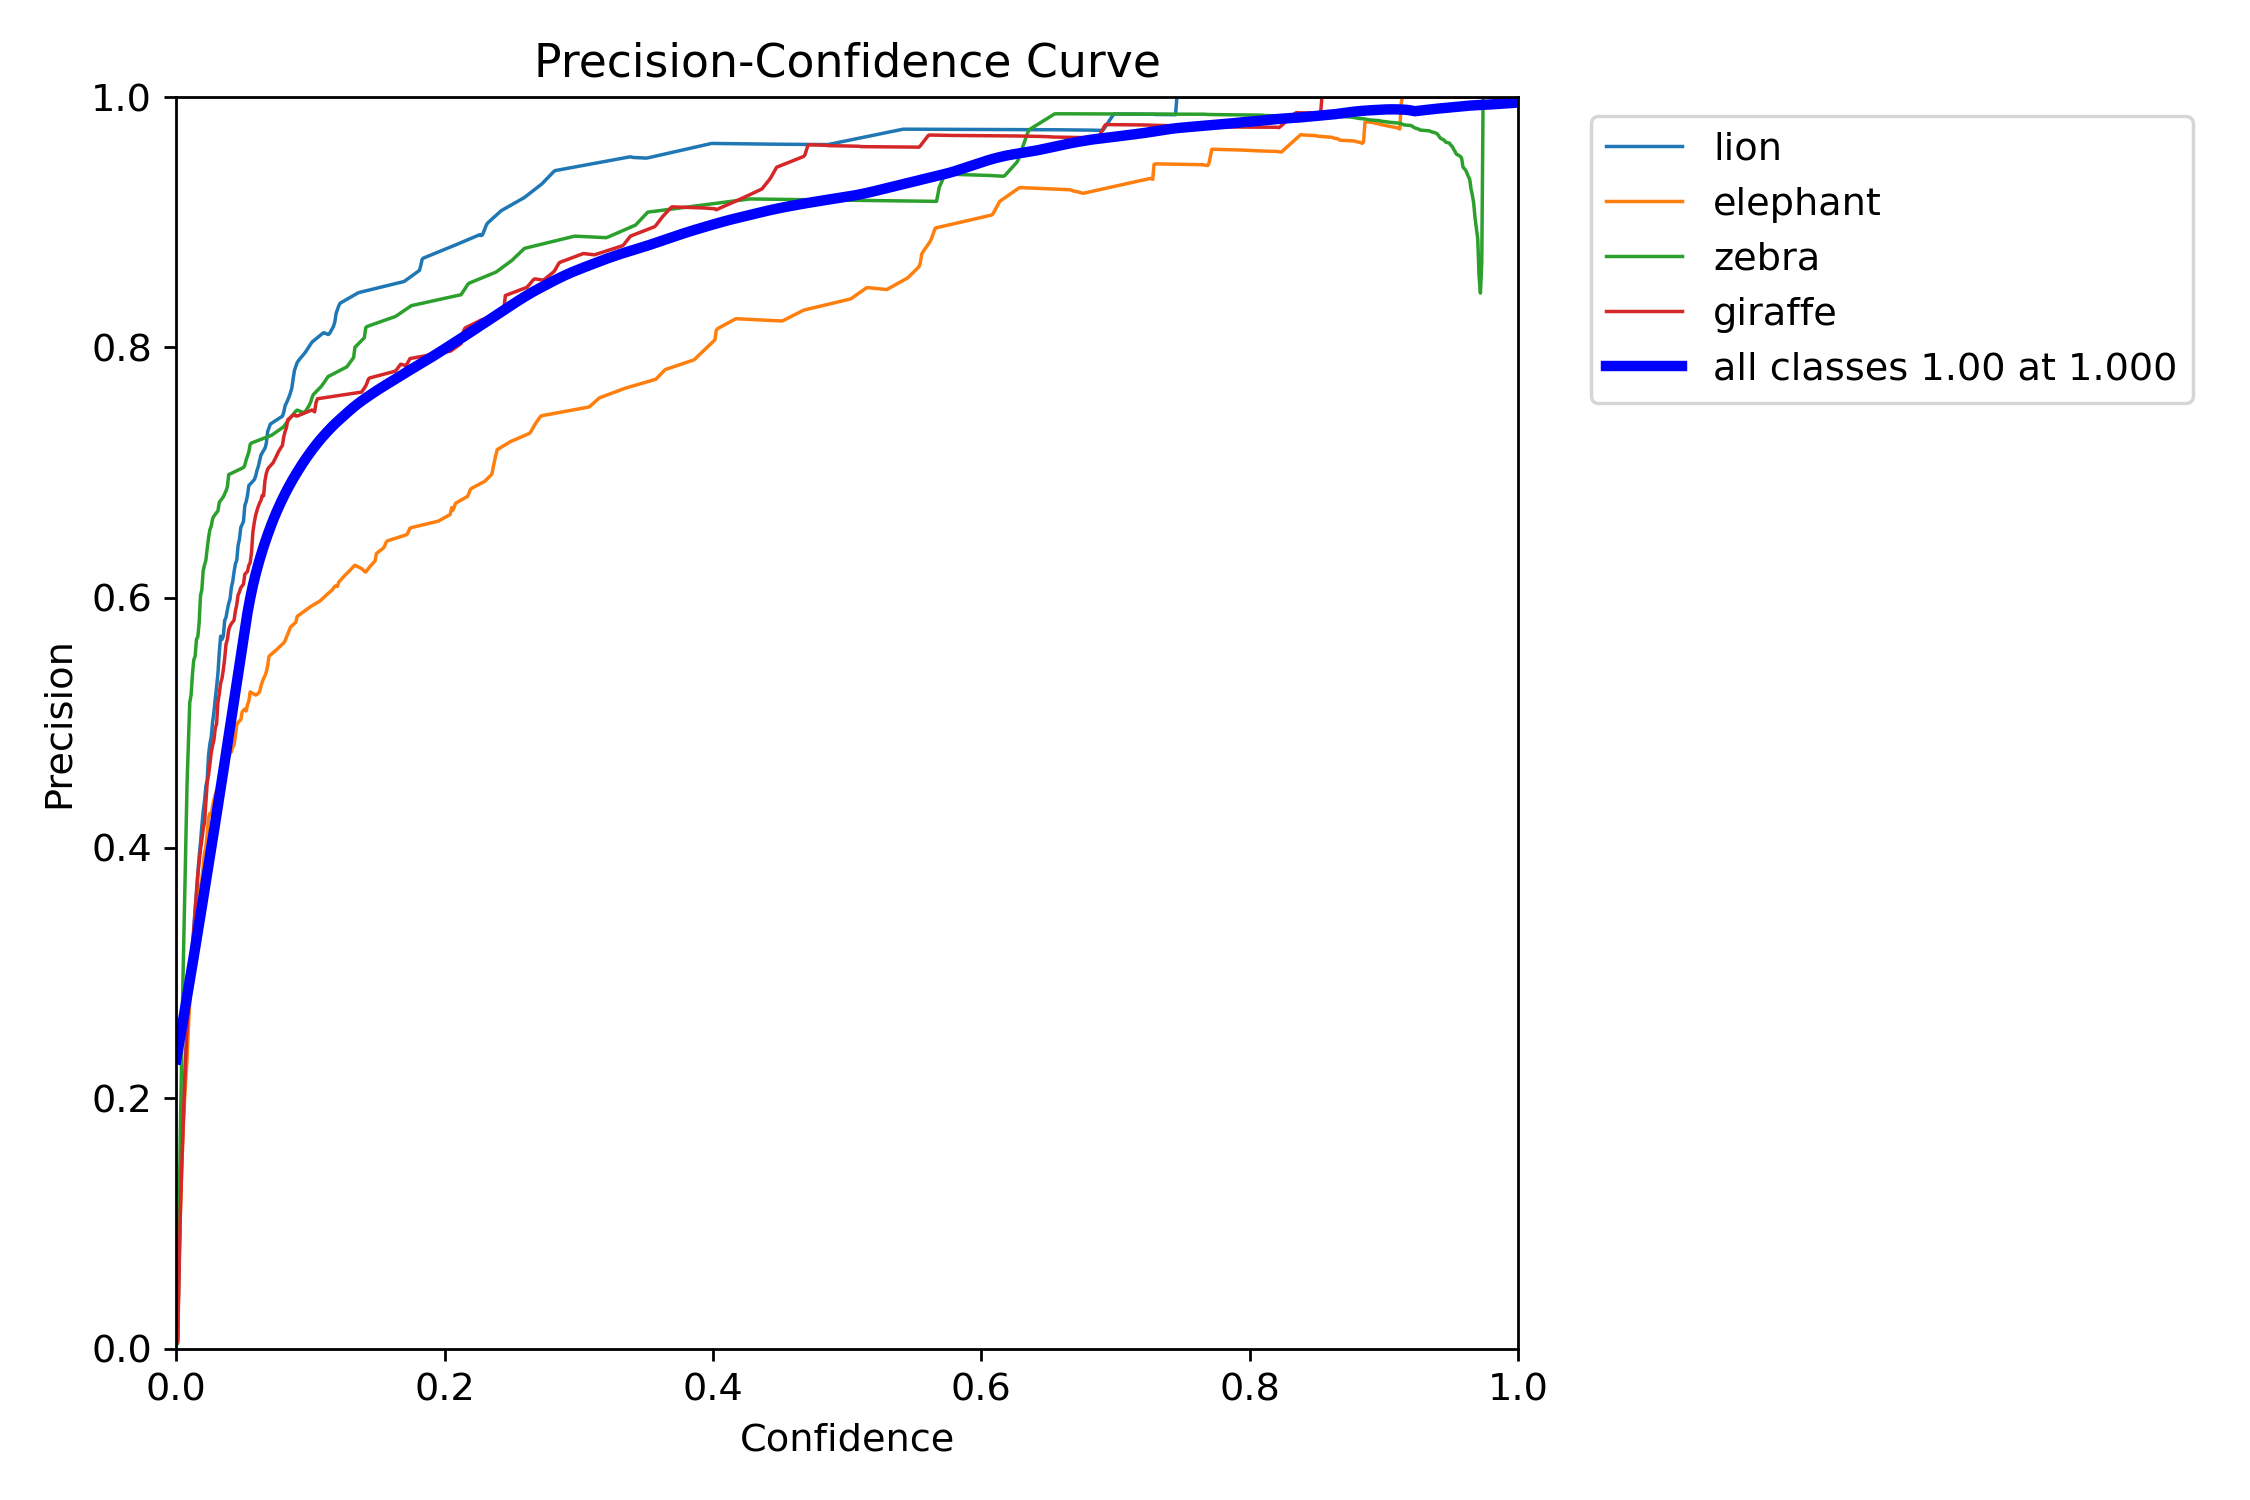 Precision-Confidence Curve
1.0
0.8
0.6
0.4
0.2
0.0
Precision
0.0 0.2 0.4 0.6 0.8 1.0
Confidence
lion
elephant
zebra
giraffe
all classes 1.00 at 1.000